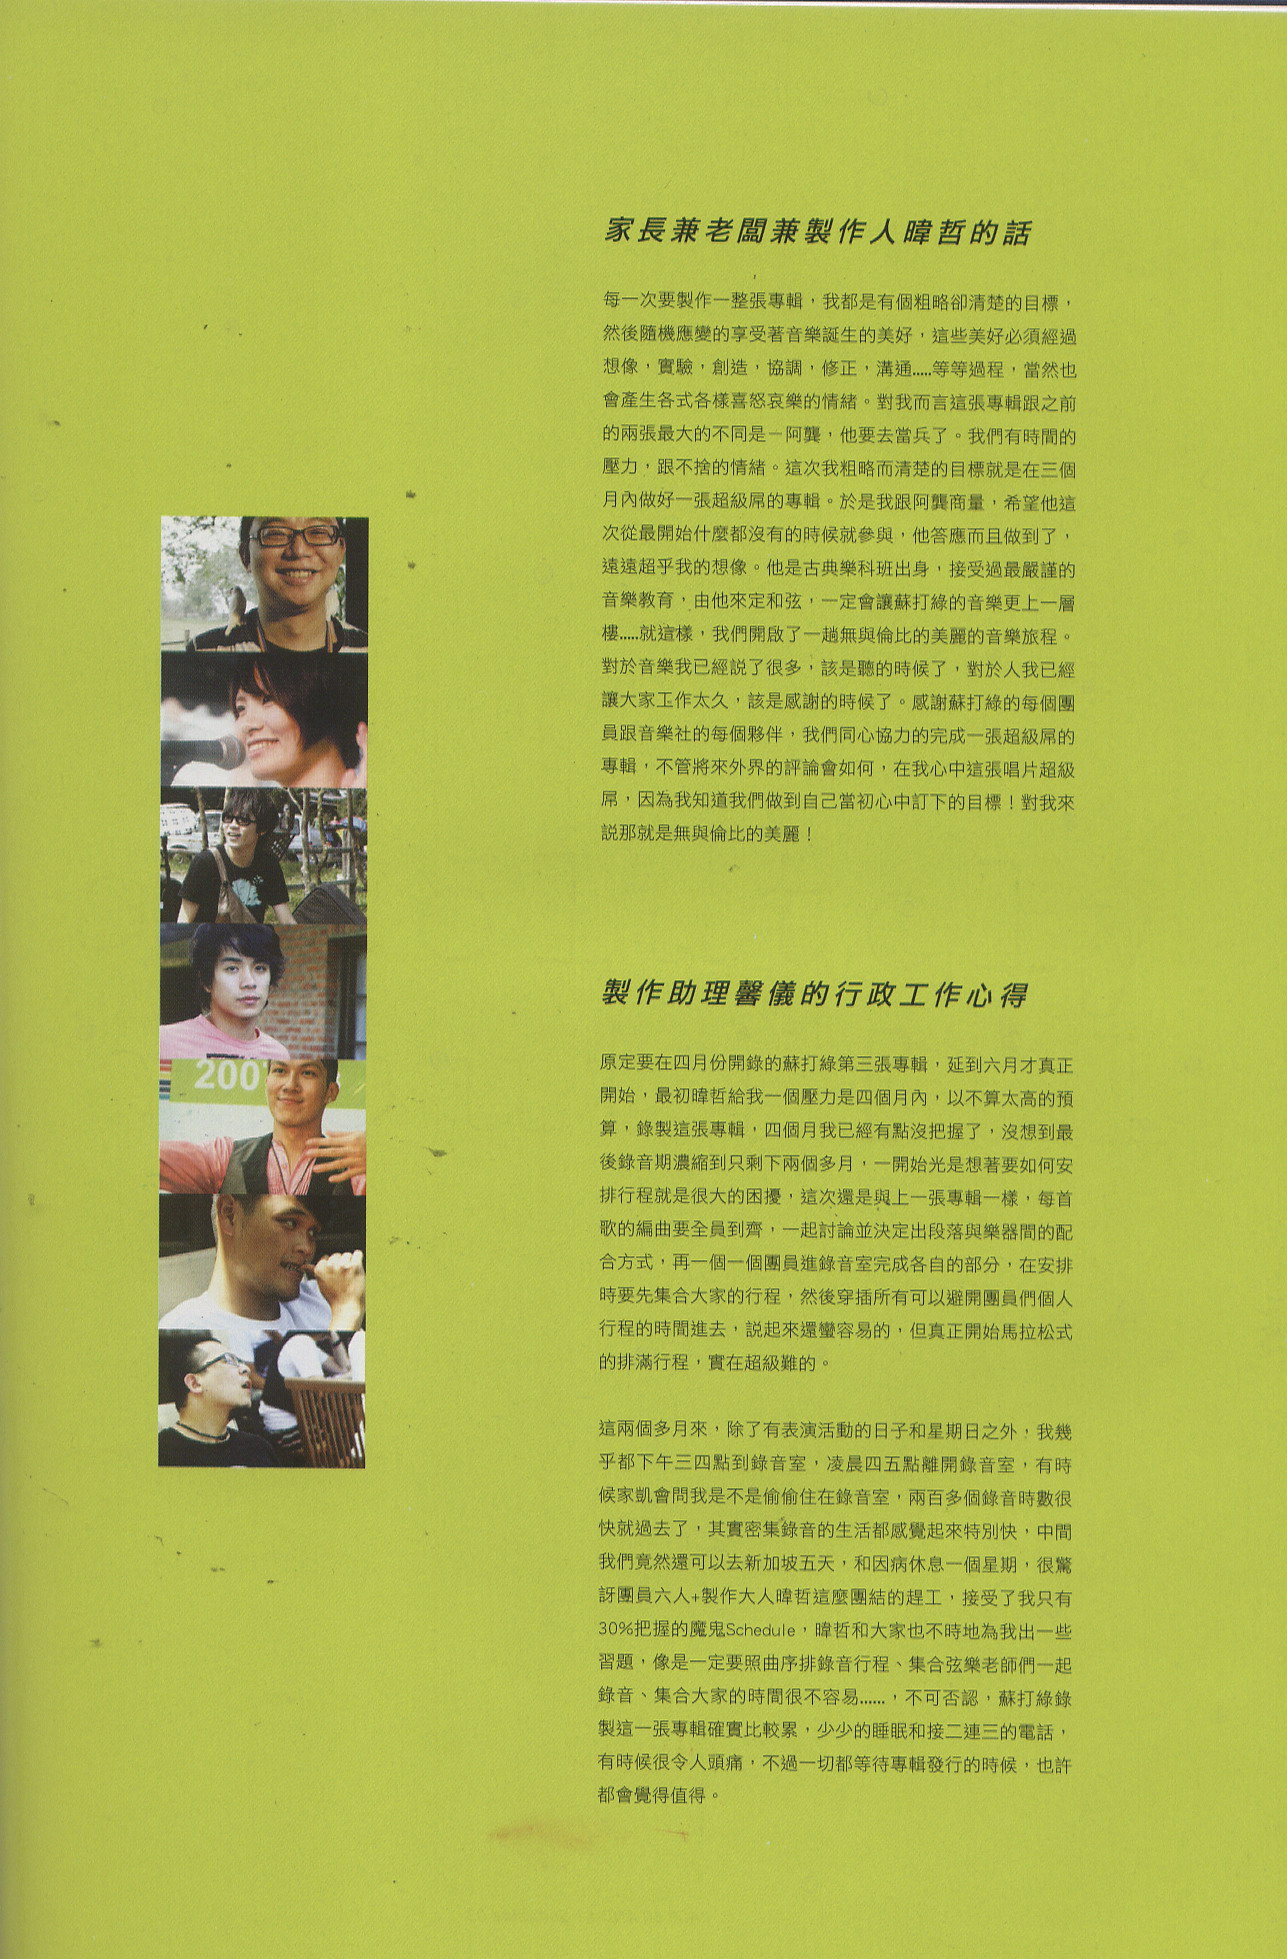 家長兼老闆兼製作人暐哲的話
每一次要製作一整張專輯，我都是有個粗略卻清楚的目標，
然後隨機應變的享受著音樂誕生的美好，這些美好必須經過
想像，實驗，創造，協調，修正，溝通.....等等過程，當然也
會產生各式各樣喜怒哀樂的情緒。對我而言這張專輯跟之前
的兩張最大的不同是－阿龔，他要去當兵了。我們有時間的
壓力，跟不捨的情緒。這次我粗略而清楚的目標就是在三個
月內做好一張超級屌的專輯。於是我跟阿龔商量，希望他這
次從最開始什麼都沒有的時候就參與，他答應而且做到了，
遠遠超乎我的想像。他是古典樂科班出身，接受過最嚴謹的
音樂教育，由他來定和弦，一定會讓蘇打綠的音樂更上一層
樓.....就這樣，我們開啟了一趟無與倫比的美麗的音樂旅程。
對於音樂我已經説了很多，該是聽的時候了，對於人我已經
讓大家工作太久，該是感謝的時候了。感謝蘇打綠的每個團
員跟音樂社的每個夥伴，我們同心協力的完成一張超級屌的
專輯，不管將來外界的評論會如何，在我心中這張唱片超級
屌，因為我知道我們做到自己當初心中訂下的目標！對我來
説那就是無與倫比的美麗！
製作助理馨儀的行政工作心得
原定要在四月份開錄的蘇打綠第三張專輯，延到六月才真正
開始，最初暐哲給我一個壓力是四個月內，以不算太高的預
算，錄製這張專輯，四個月我已經有點沒把握了，沒想到最
後錄音期濃縮到只剩下兩個多月，一開始光是想著要如何安
排行程就是很大的困擾，這次還是與上一張專輯一樣，每首
歌的編曲要全員到齊，一起討論並決定出段落與樂器間的配
合方式，再一個一個團員進錄音室完成各自的部分，在安排
時要先集合大家的行程，然後穿插所有可以避開團員們個人
行程的時間進去，説起來還蠻容易的，但真正開始馬拉松式
的排滿行程，實在超級難的。
這兩個多月來，除了有表演活動的日子和星期日之外，我幾
乎都下午三四點到錄音室，凌晨四五點離開錄音室，有時
候家凱會問我是不是偷偷住在錄音室，兩百多個錄音時數很
快就過去了，其實密集錄音的生活都感覺起來特別快，中間
我們竟然還可以去新加坡五天，和因病休息一個星期，很驚
訝團員六人+製作大人暐哲這麼團結的趕工，接受了我只有
30%把握的魔鬼Schedule，暐哲和大家也不時地為我出一些
習題，像是一定要照曲序排錄音行程、集合弦樂老師們一起
錄音、集合大家的時間很不容易......，不可否認，蘇打綠錄
製這一張專輯確實比較累，少少的睡眠和接二連三的電話，
有時候很令人頭痛，不過一切都等待專輯發行的時候，也許
都會覺得值得。
200